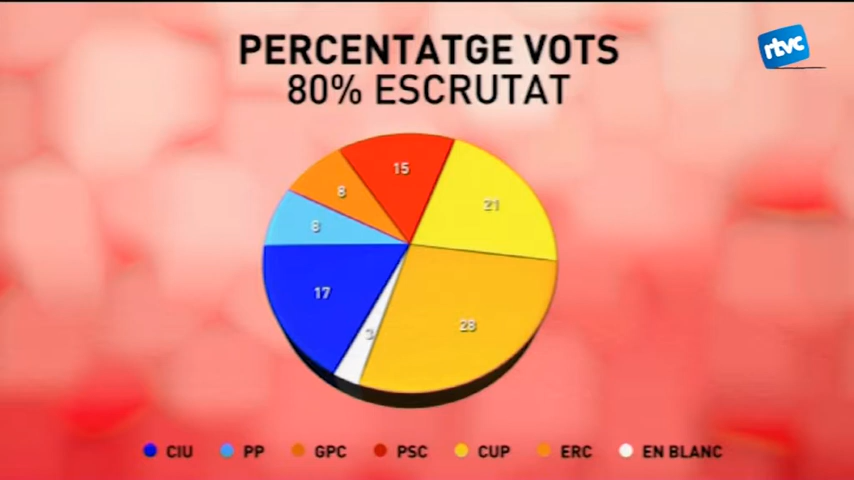 rtvc
PERCENTATGE VOTS
80% ESCRUTAT
15
8
21
8
17
28
3
CIU PP GPC PSC CUP ERC EN BLANC